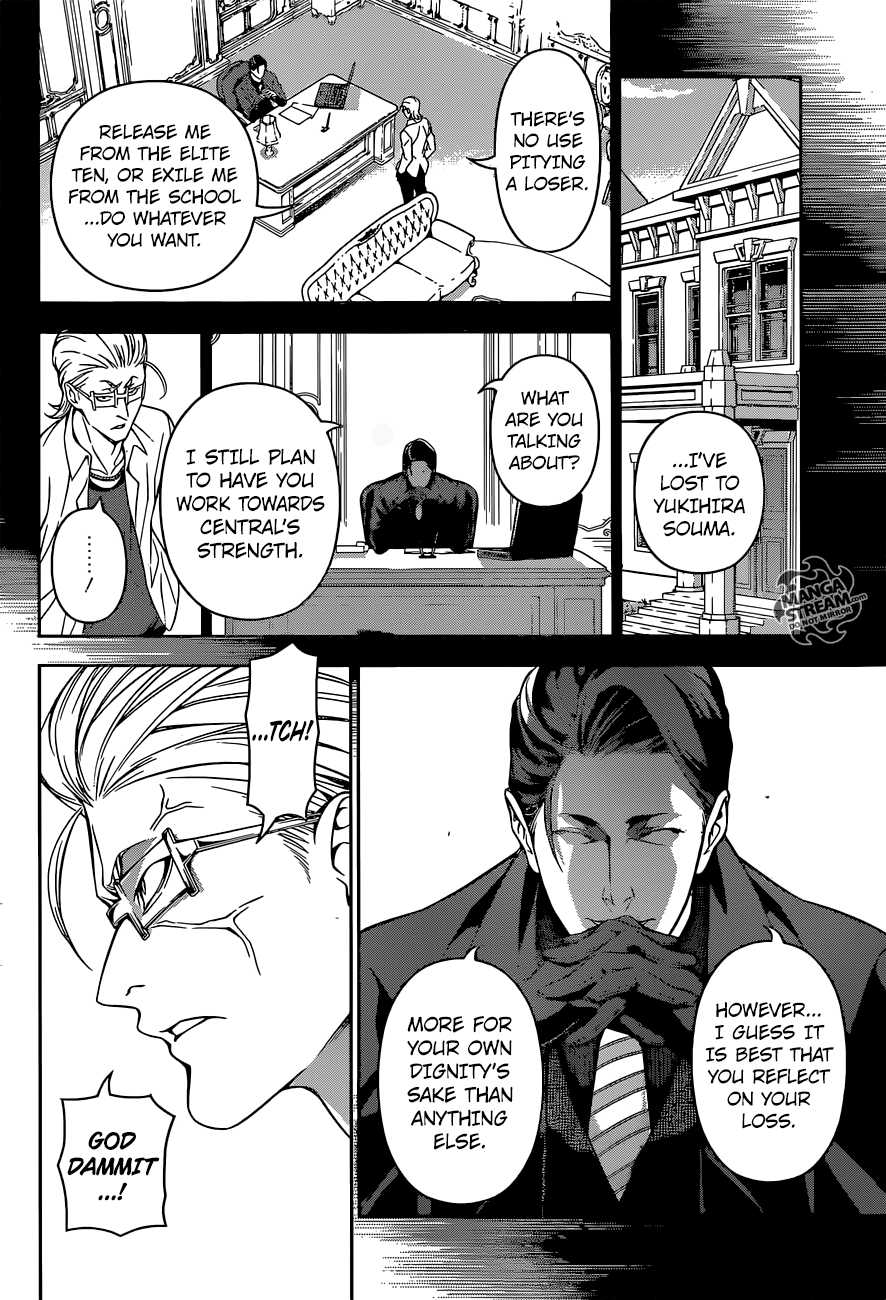 ...I'VE
LOST TO
YUKIHIRA
SOUMA.
THERE'S
NO USE
PITYING
A LOSER.
RELEASE ME
FROM THE ELITE
TEN, OR EXILE ME
FROM THE SCHOOL
...DO WHATEVER
YOU WANT.
WHAT
ARE YOU
TALKING
ABOUT?
I STILL PLAN
TO HAVE YOU
WORK TOWARDS
CENTRAL'S
STRENGTH.
......
HOWEVER...
I GUESS IT
IS BEST THAT
YOU REFLECT
ON YOUR
LOSS.
MORE FOR
YOUR OWN
DIGNITY'S
SAKE THAN
ANYTHING
ELSE.
...TCH!
GOD
DAMMIT
...!
MANGA
STREAM.com
DO NOT MIRROR